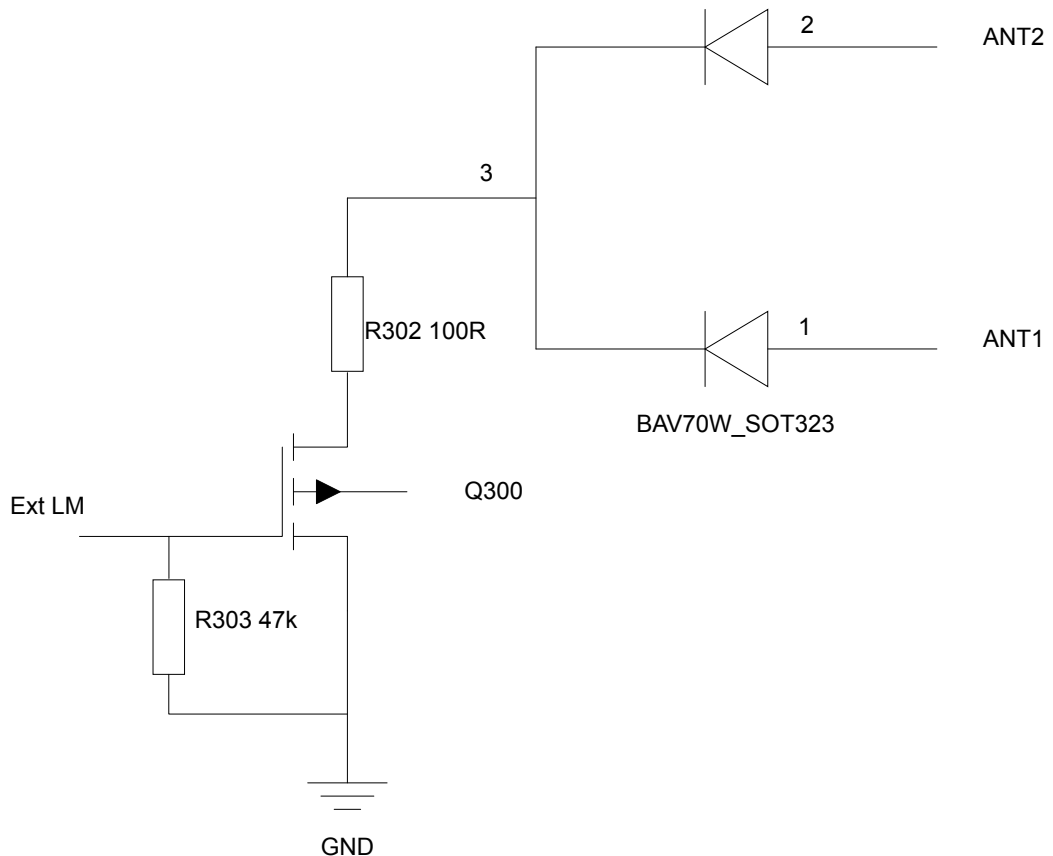 2
ANT2
3
R302 100R
1
ANT1
BAV70W_SOT323
Q300
Ext LM
R303 47k
GND